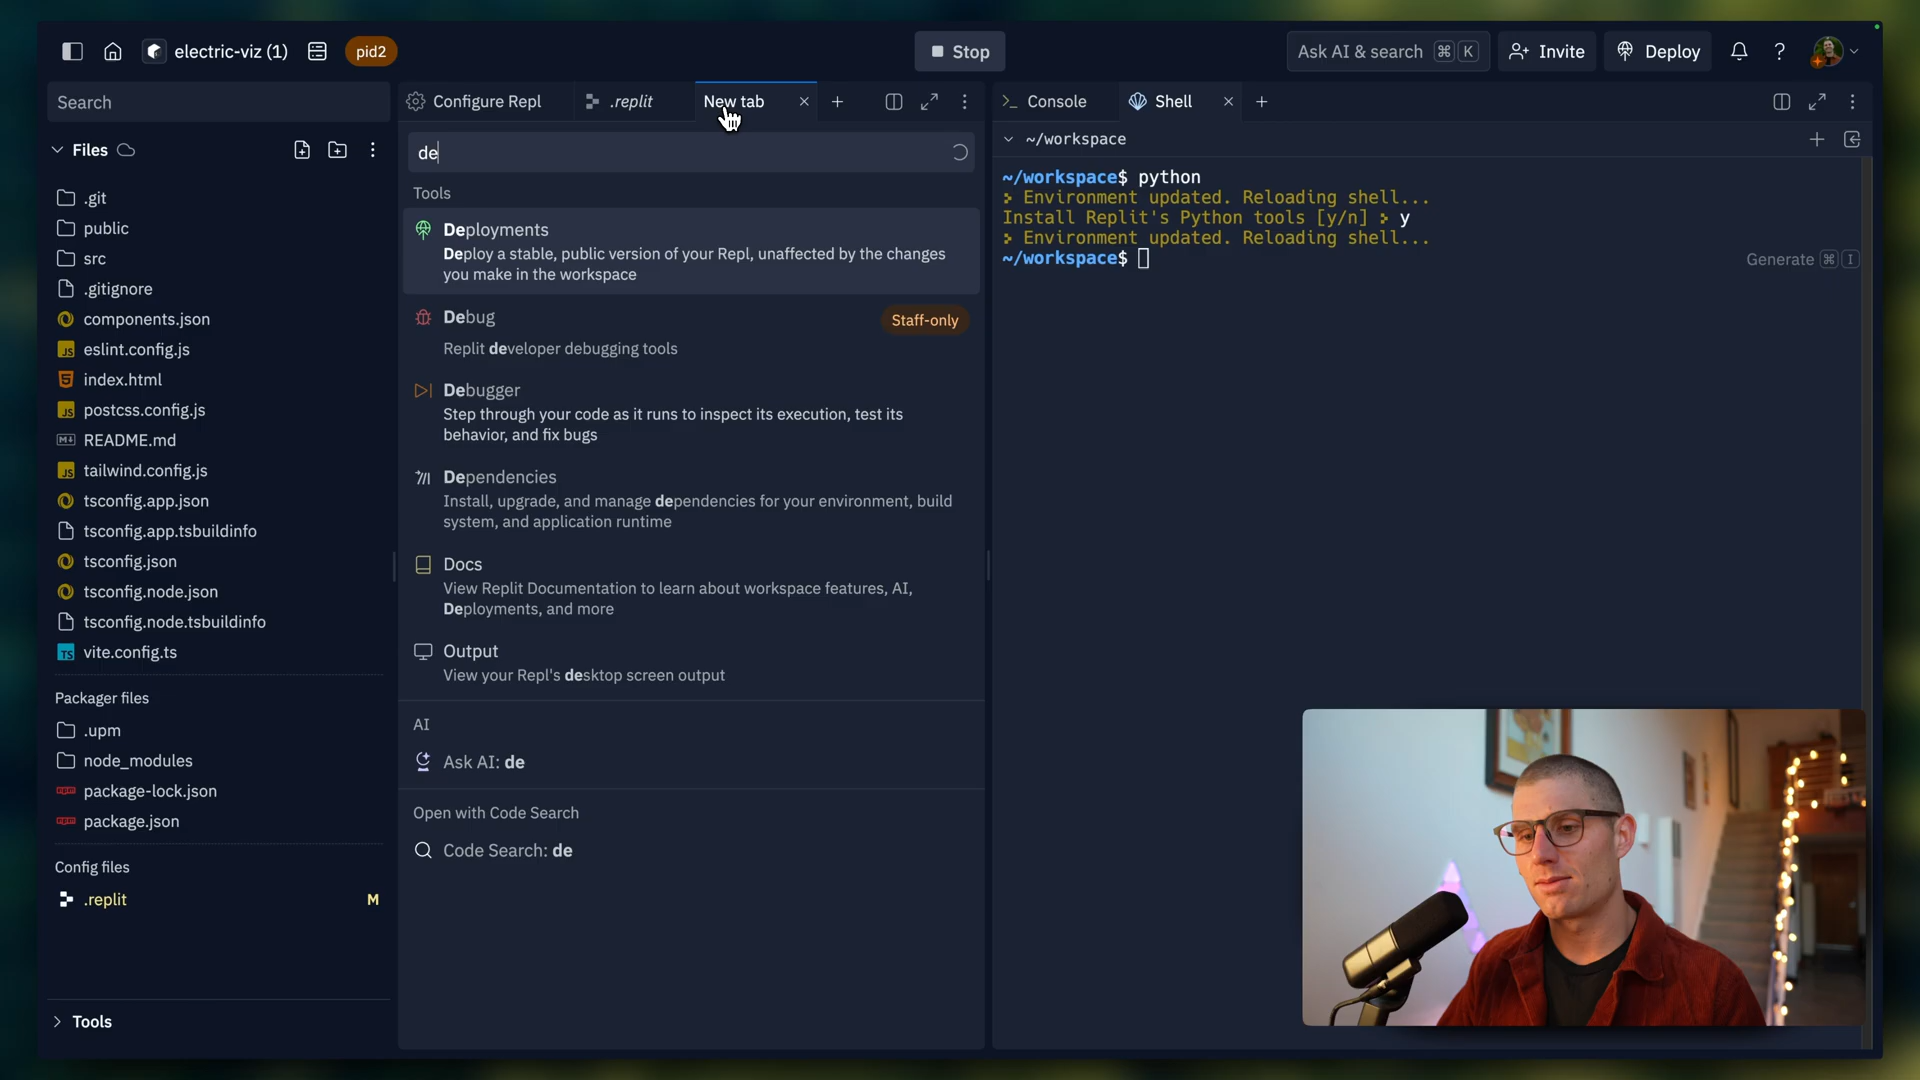 electric-viz (1)
pid2
Stop
Ask AI & search ⌘ K
Invite
Deploy
?
Search
Files
.git
public
src
.gitignore
components.json
JS eslint.config.js
5 index.html
JS postcss.config.js
M↓ README.md
JS tailwind.config.js
tsconfig.app.json
tsconfig.app.tsbuildinfo
tsconfig.json
tsconfig.node.json
tsconfig.node.tsbuildinfo
TS vite.config.ts
Packager files
.upm
node_modules
npm package-lock.json
npm package.json
Config files
.replit M
Tools
Configure Repl
.replit
New tab
de
Tools
Deployments
Deploy a stable, public version of your Repl, unaffected by the changes
you make in the workspace
Debug
Staff-only
Replit developer debugging tools
Debugger
Step through your code as it runs to inspect its execution, test its
behavior, and fix bugs
Dependencies
Install, upgrade, and manage dependencies for your environment, build
system, and application runtime
Docs
View Replit Documentation to learn about workspace features, AI,
Deployments, and more
Output
View your Repl's desktop screen output
AI
Ask AI: de
Open with Code Search
Code Search: de
Console
Shell
~/workspace
~/workspace$ python
Environment updated. Reloading shell...
Install Replit's Python tools [y/n] y
Environment updated. Reloading shell...
~/workspace$
Generate ⌘ I